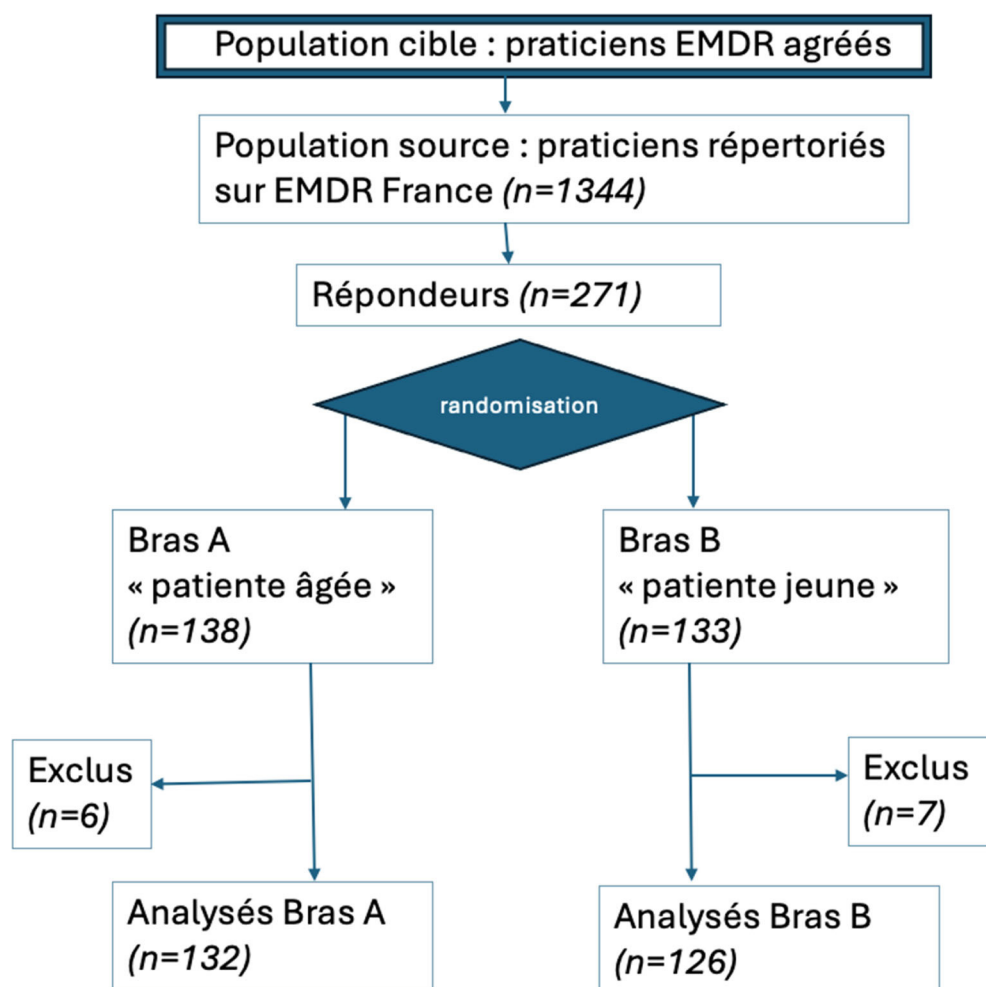 Population cible : praticiens EMDR agréés
Population source : praticiens répertoriés
sur EMDR France (n=1344)
Répondeurs (n=271)
randomisation
Bras A
« patiente âgée »
(n=138)
Bras B
« patiente jeune »
(n=133)
Exclus
(n=6)
Exclus
(n=7)
Analysés Bras A
(n=132)
Analysés Bras B
(n=126)